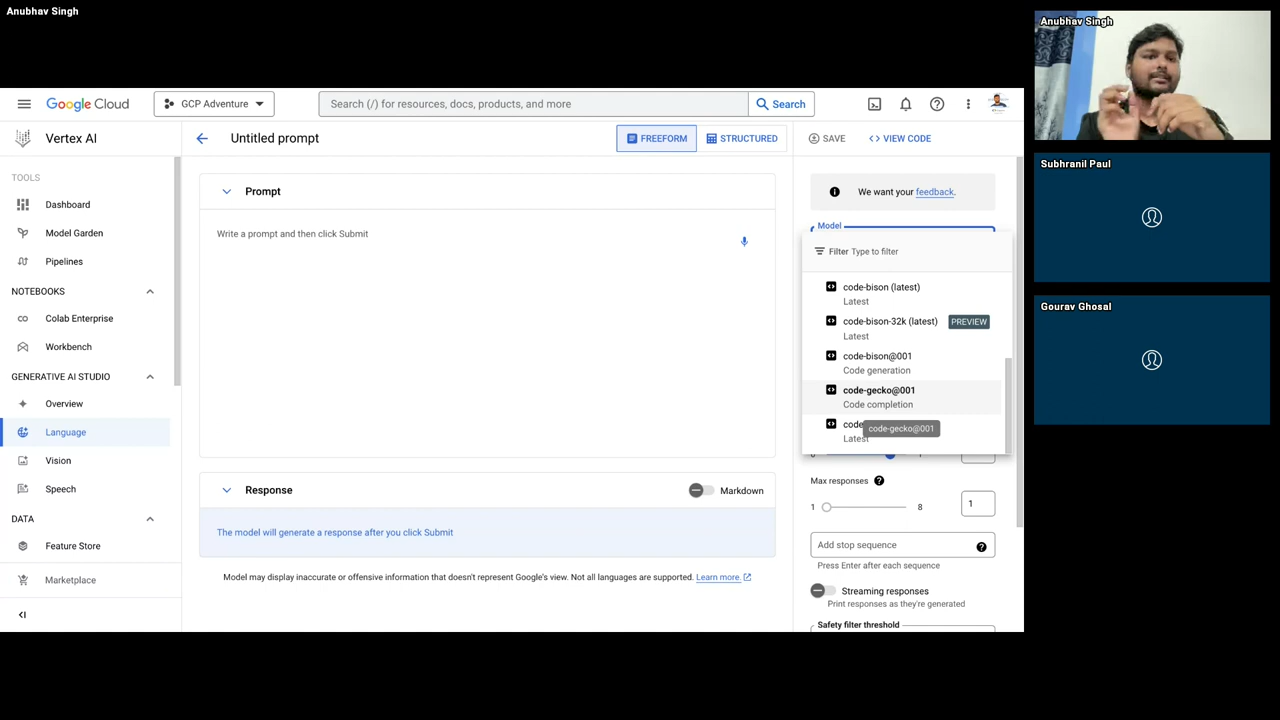 Anubhav Singh
Google Cloud
GCP Adventure
Search (/) for resources, docs, products, and more
Search
Vertex AI
Untitled prompt
FREEFORM
STRUCTURED
SAVE
VIEW CODE
TOOLS
Dashboard
Model Garden
Pipelines
NOTEBOOKS
Colab Enterprise
Workbench
GENERATIVE AI STUDIO
Overview
Language
Vision
Speech
DATA
Feature Store
Marketplace
Prompt
Write a prompt and then click Submit
Response
Markdown
The model will generate a response after you click Submit
Model may display inaccurate or offensive information that doesn't represent Google's view. Not all languages are supported. Learn more.
We want your feedback.
Model
Filter Type to filter
code-bison (latest)
Latest
code-bison-32k (latest) PREVIEW
Latest
code-bison@001
Code generation
code-gecko@001
Code completion
code-gecko@001
Latest
Max responses
1 8 1
Add stop sequence
Press Enter after each sequence
Streaming responses
Print responses as they're generated
Safety filter threshold
Anubhav Singh
Subhranil Paul
Gourav Ghosal